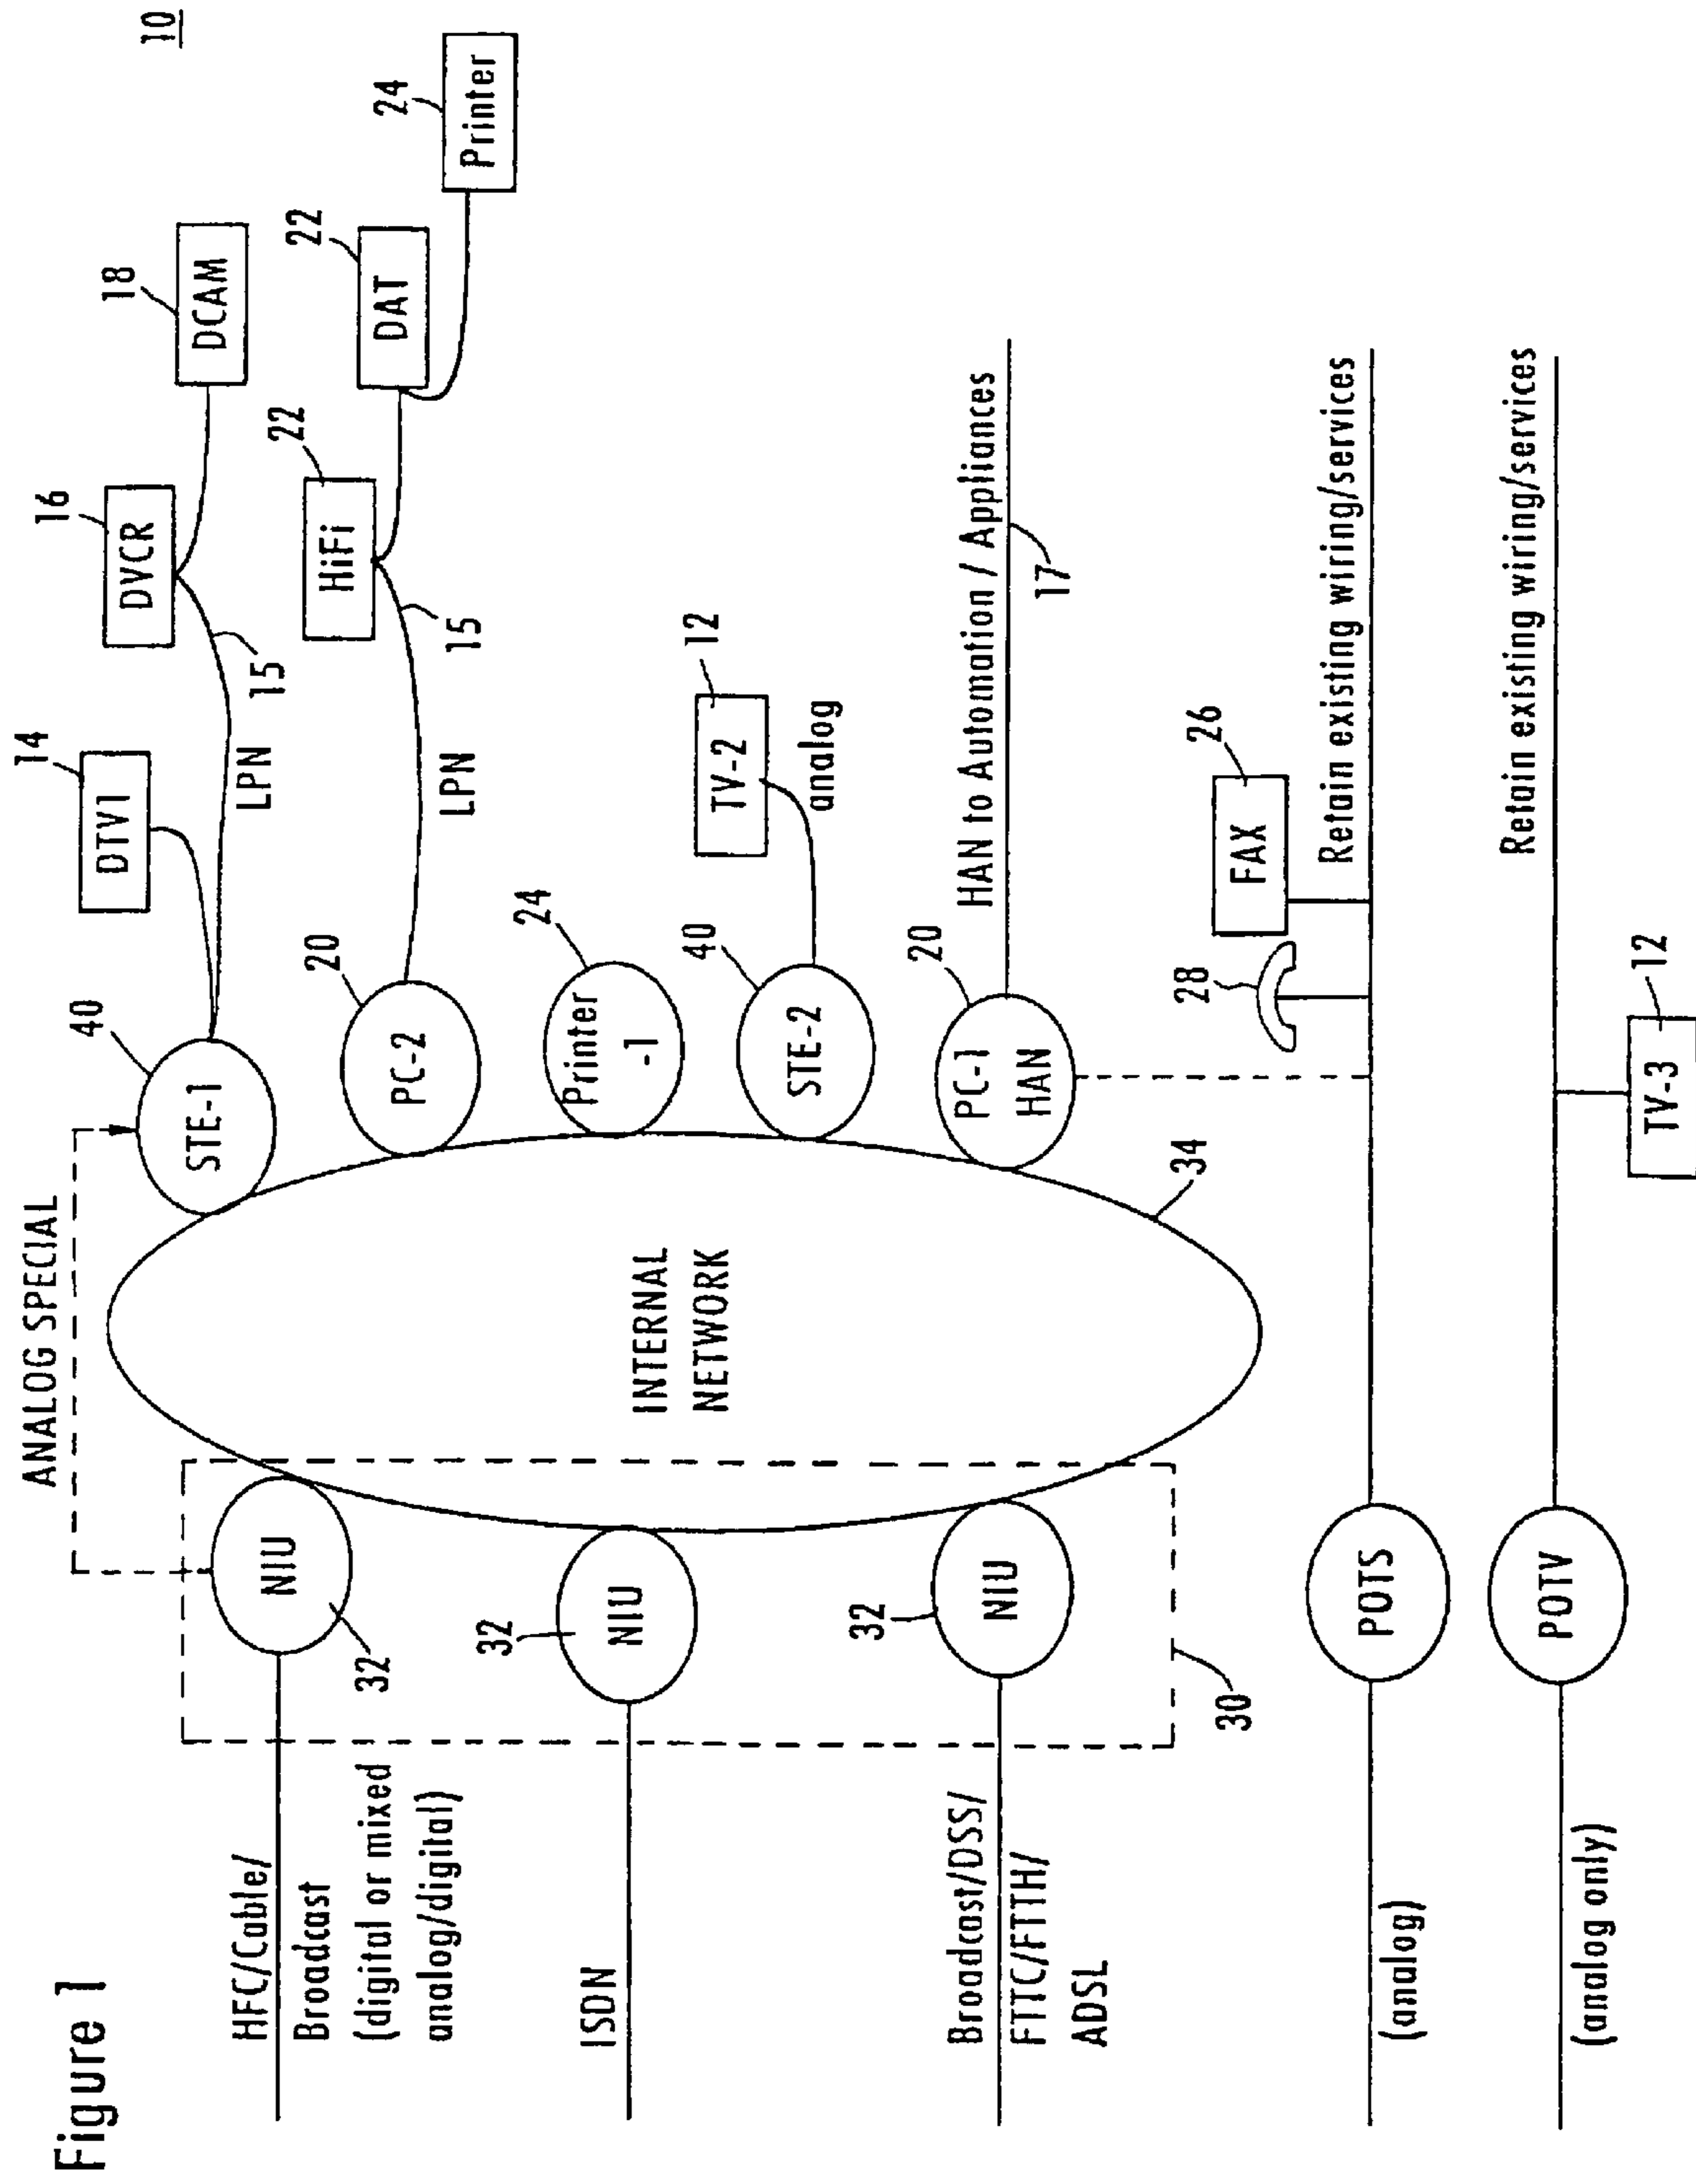 Figure 1
10
ANALOG SPECIAL
HFC/Cable/
Broadcast
(digital or mixed
analog/digital)
NIU
32
40
STE-1
14
DTV1
LPN
15
16
DVCR
18
DCAM
20
PC-2
LPN
15
22
HiFi
22
DAT
24
Printer
ISDN
32
NIU
INTERNAL
NETWORK
24
Printer
-1
40
STE-2
12
TV-2
analog
Broadcast/DSS/
FTTC/FTTH/
ADSL
32
NIU
30
34
20
PC-1
HAN
HAN to Automation / Appliances
17
(analog)
POTS
28
26
FAX
Retain existing wiring/services
(analog only)
POTV
12
TV-3
Retain existing wiring/services